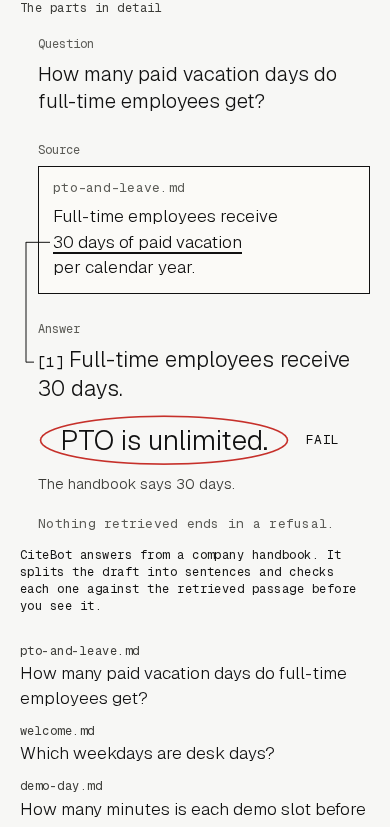 The parts in detail
Question
How many paid vacation days do
full-time employees get?
Source
pto-and-leave.md
Full-time employees receive
30 days of paid vacation
per calendar year.
Answer
[1] Full-time employees receive
30 days.
PTO is unlimited. FAIL
The handbook says 30 days.
Nothing retrieved ends in a refusal.
CiteBot answers from a company handbook. It
splits the draft into sentences and checks
each one against the retrieved passage before
you see it.
pto-and-leave.md
How many paid vacation days do full-time
employees get?
welcome.md
Which weekdays are desk days?
demo-day.md
How many minutes is each demo slot before